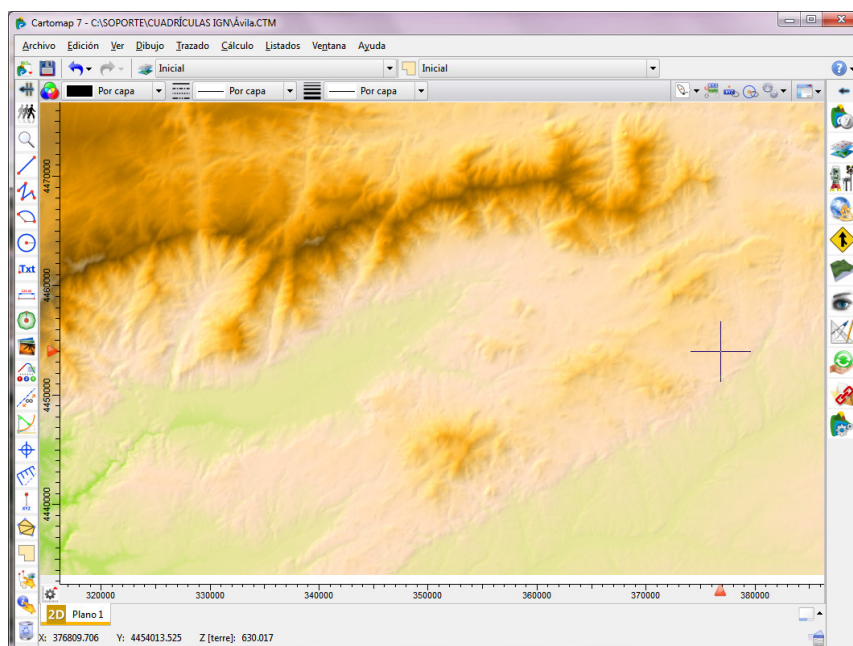 Cartomap 7 - C:\SOPORTE\CUADRÍCULAS IGN\Ávila.CTM
Archivo Edición Ver Dibujo Trazado Cálculo Listados Ventana Ayuda
Inicial Inicial
Por capa Por capa Por capa
.Txt
XYZ
4470000
4460000
4450000
4440000
320000 330000 340000 350000 360000 370000 380000
2D Plano 1
X: 376809.706 Y: 4454013.525 Z [terre]: 630.017